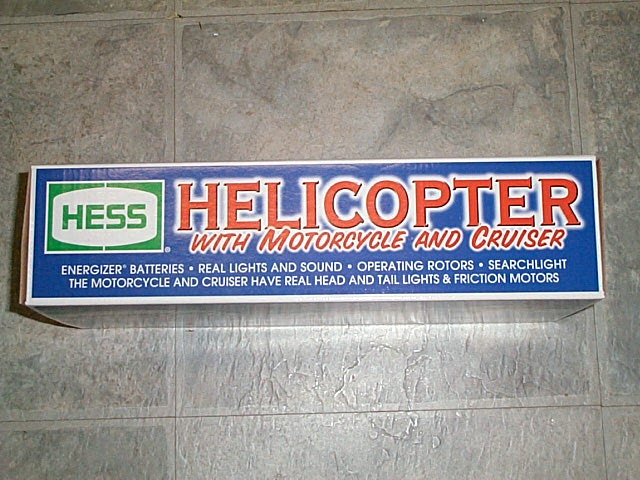 HESS®
HELICOPTER
WITH MOTORCYCLE AND CRUISER
ENERGIZER® BATTERIES • REAL LIGHTS AND SOUND • OPERATING ROTORS • SEARCHLIGHT
THE MOTORCYCLE AND CRUISER HAVE REAL HEAD AND TAIL LIGHTS & FRICTION MOTORS